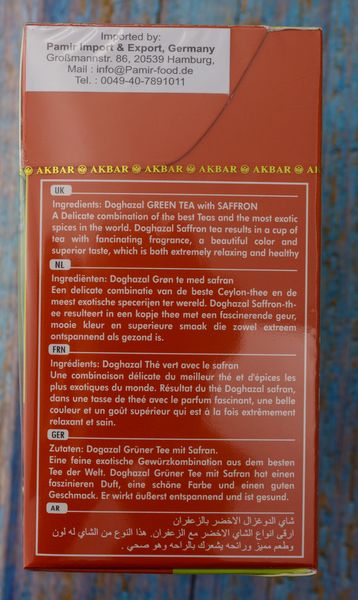 Imported by:
Pamir Import & Export, Germany
Großmannstr. 86, 20539 Hamburg,
Mail : info@Pamir-food.de
Tel. : 0049-40-7891011
AKBAR AKBAR AKBAR AKBAR AKBAR AK
UK
Ingredients: Doghazal GREEN TEA with SAFFRON
A Delicate combination of the best Teas and the most exotic
spices in the world. Doghazal Saffron tea results in a cup of
tea with fancinating fragrance, a beautiful color and
superior taste, which is both extremely relaxing and healthy
NL
Ingrediënten: Doghazal Grøn te med safran
Een delicate combinatie van de beste Ceylon-thee en de
meest exotische specerijen ter wereld. Doghazal Saffron-th-
ee resulteert in een kopje thee met een fascinerende geur,
mooie kleur en superieure smaak die zowel extreem
ontspannend als gezond is.
FRN
Ingrédients: Doghazal Thé vert avec le safran
Une combinaison délicate du meilleur thé et d'épices les
plus exotiques du monde. Résultat du thé Doghazal safran,
dans une tasse de theé avec le parfum fascinant, une belle
couleur et un goût supérieur qui est à la fois extrêmement
relaxant et sain.
GER
Zutaten: Dogazal Grüner Tee mit Safran.
Eine feine exotische Gewürzkombination aus dem besten
Tee der Welt. Doghazal Grüner Tee mit Safran hat einen
faszinieren Duft, eine schöne Farbe und einen guten
Geschmack. Er wirkt äußerst entspannend und ist gesund.
AR
شاي الدوغزال الاخضر بالزعفران
ارقى انواع الشاي الاخضر مع الزعفران. هذا النوع من الشاي له لون
وطعم مميز ورائحه يشعرك بالراحه وهو صحي .